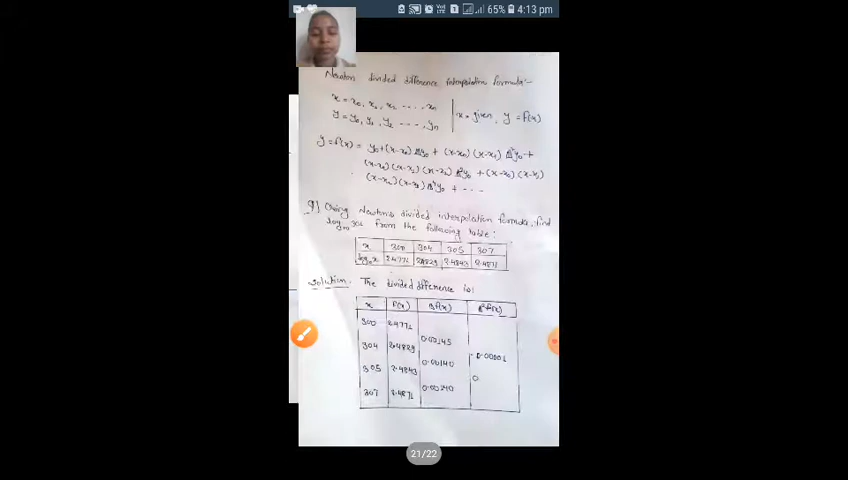 65% 4:13 pm
Newton divided difference interpolation formula:-
x = x0, x1, x2 ....., xn
y = y0, y1, y2 ....., yn
x = given, y = f(x)
y = f(x) = y0 + (x-x0) Δy0 + (x-x0) (x-x1) Δ²y0 +
(x-x0) (x-x1) (x-x2) Δ³y0 + (x-x0) (x-x1)
(x-x2) (x-x3) Δ⁴y0 + ....
Q1 Using Newton's divided interpolation formula, find
log10 301 from the following table:
x 300 304 305 307
log10 x 2.4771 2.4829 2.4843 2.4871
Solution. The divided difference is:
x f(x) Δf(x) Δ²f(x)
300 2.4771
0.00145
304 2.4829 -0.00001
0.00140
305 2.4843 0
0.00140
307 2.4871
21/22